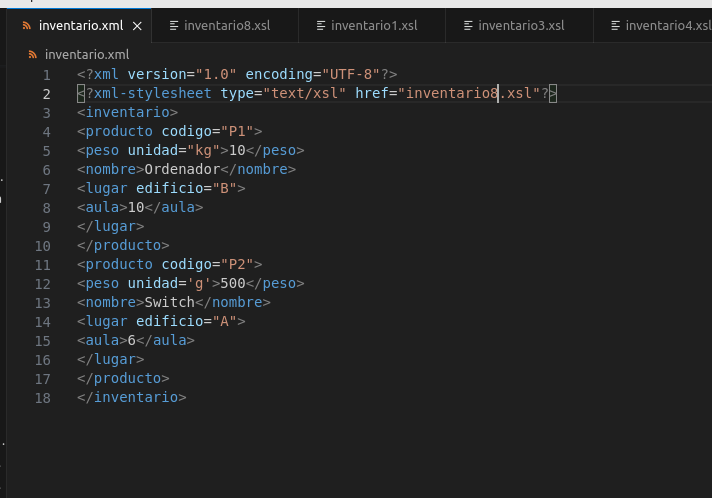 inventario.xml
inventario8.xsl
inventario1.xsl
inventario3.xsl
inventario4.xsl
inventario.xml
1 <?xml version="1.0" encoding="UTF-8"?>
2 <?xml-stylesheet type="text/xsl" href="inventario8.xsl"?>
3 <inventario>
4 <producto codigo="P1">
5 <peso unidad="kg">10</peso>
6 <nombre>Ordenador</nombre>
7 <lugar edificio="B">
8 <aula>10</aula>
9 </lugar>
10 </producto>
11 <producto codigo="P2">
12 <peso unidad='g'>500</peso>
13 <nombre>Switch</nombre>
14 <lugar edificio="A">
15 <aula>6</aula>
16 </lugar>
17 </producto>
18 </inventario>